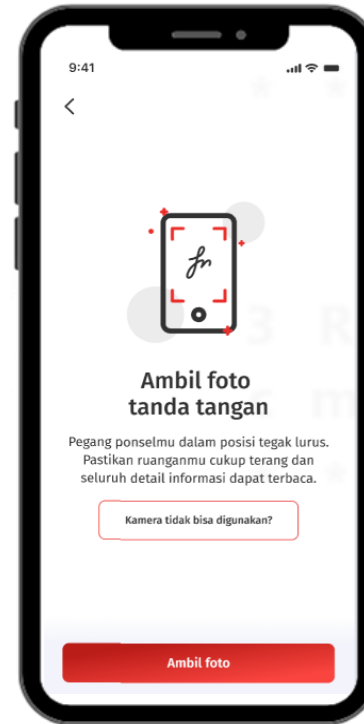 9:41
Ambil foto
tanda tangan
Pegang ponselmu dalam posisi tegak lurus.
Pastikan ruanganmu cukup terang dan
seluruh detail informasi dapat terbaca.
Kamera tidak bisa digunakan?
Ambil foto